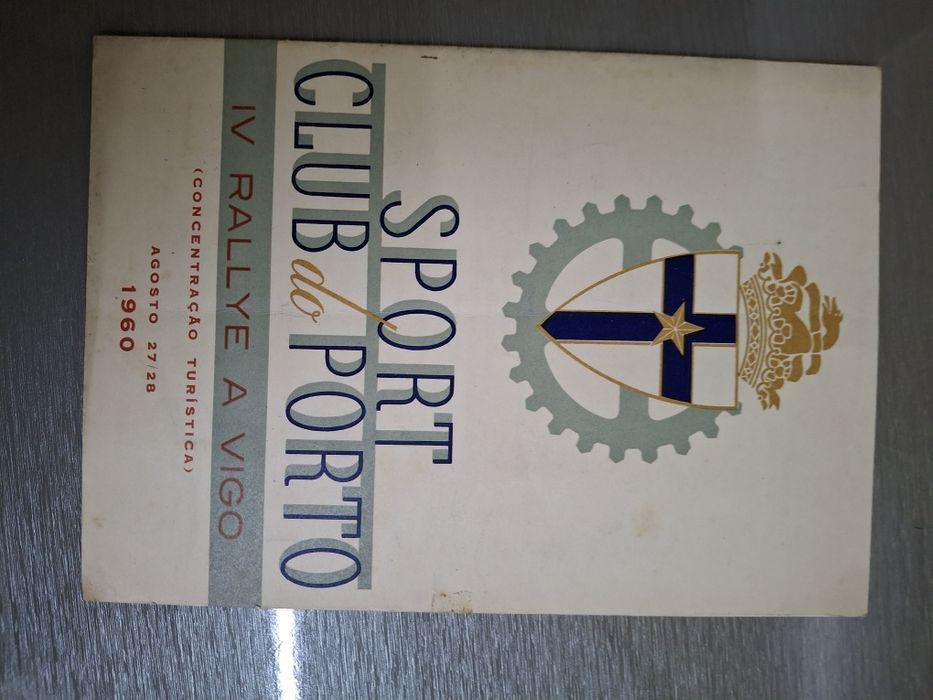 SPORT
CLUB do PORTO
IV RALLYE A VIGO
(CONCENTRAÇÃO TURÍSTICA)
AGOSTO 27/28
1960